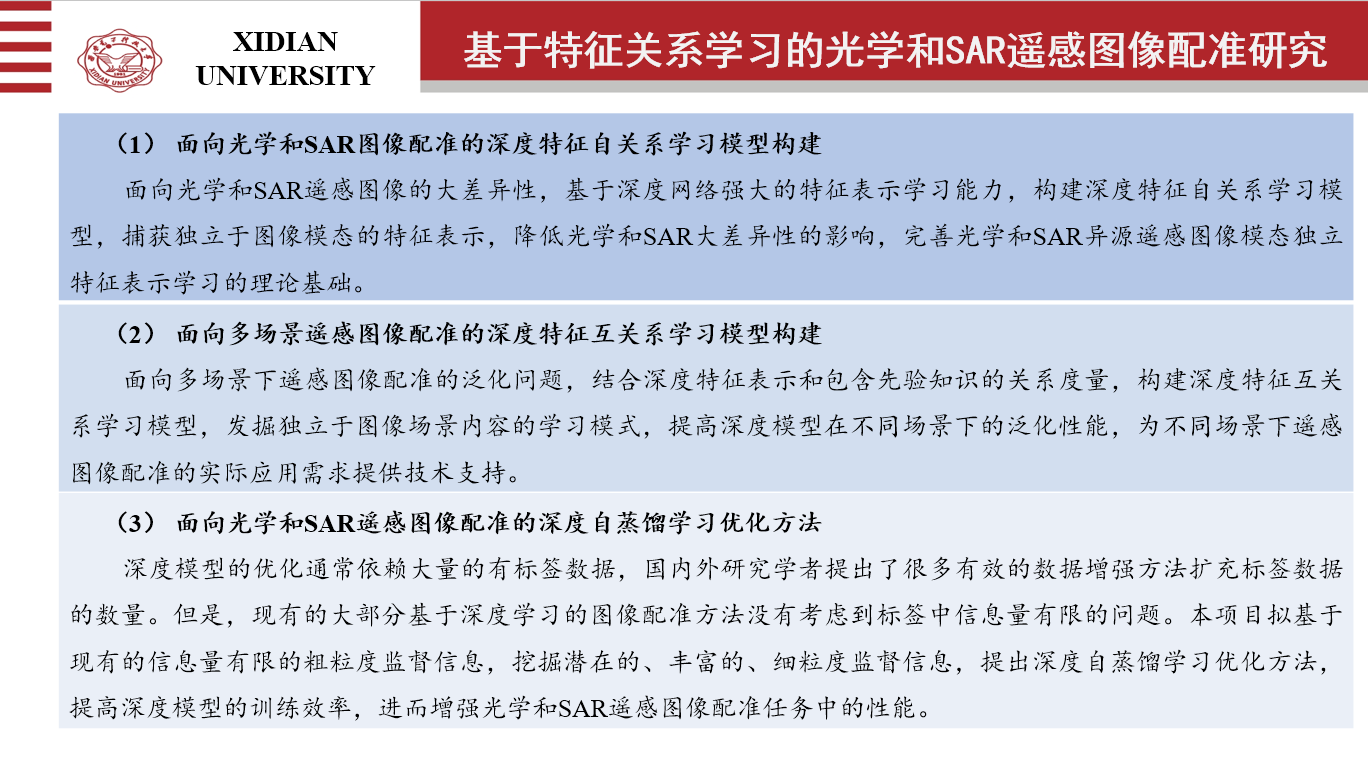 XIDIAN
UNIVERSITY
基于特征关系学习的光学和SAR遥感图像配准研究
XIDIAN UNIVERSITY
1931
（1） 面向光学和SAR图像配准的深度特征自关系学习模型构建
面向光学和SAR遥感图像的大差异性，基于深度网络强大的特征表示学习能力，构建深度特征自关系学习模
型，捕获独立于图像模态的特征表示，降低光学和SAR大差异性的影响，完善光学和SAR异源遥感图像模态独立
特征表示学习的理论基础。
（2） 面向多场景遥感图像配准的深度特征互关系学习模型构建
面向多场景下遥感图像配准的泛化问题，结合深度特征表示和包含先验知识的关系度量，构建深度特征互关
系学习模型，发掘独立于图像场景内容的学习模式，提高深度模型在不同场景下的泛化性能，为不同场景下遥感
图像配准的实际应用需求提供技术支持。
（3） 面向光学和SAR遥感图像配准的深度自蒸馏学习优化方法
深度模型的优化通常依赖大量的有标签数据，国内外研究学者提出了很多有效的数据增强方法扩充标签数据
的数量。但是，现有的大部分基于深度学习的图像配准方法没有考虑到标签中信息量有限的问题。本项目拟基于
现有的信息量有限的粗粒度监督信息，挖掘潜在的、丰富的、细粒度监督信息，提出深度自蒸馏学习优化方法，
提高深度模型的训练效率，进而增强光学和SAR遥感图像配准任务中的性能。